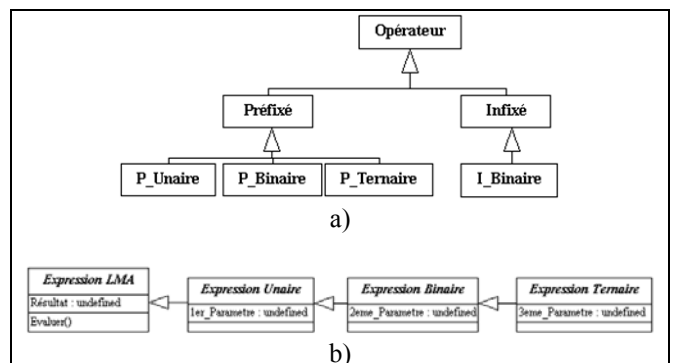 Opérateur
Préfixé
Infixé
P_Unaire
P_Binaire
P_Ternaire
I_Binaire
a)
Expression LMA
Résultat : undefined
Evaluer()
Expression Unaire
1er_Parametre : undefined
Expression Binaire
2eme_Parametre : undefined
Expression Ternaire
3eme_Parametre : undefined
b)